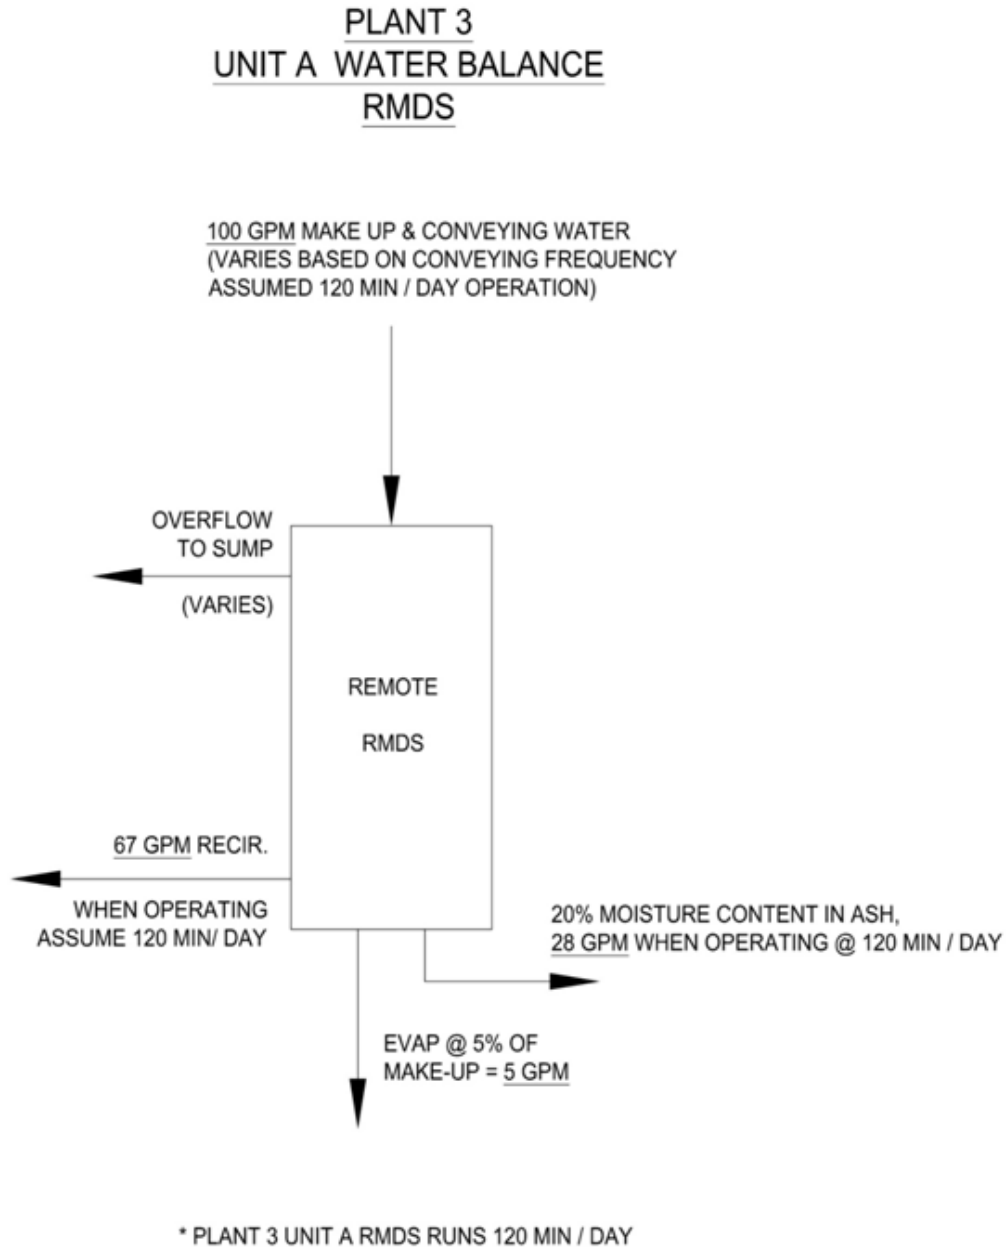 PLANT 3
UNIT A WATER BALANCE
RMDS
100 GPM MAKE UP & CONVEYING WATER
(VARIES BASED ON CONVEYING FREQUENCY
ASSUMED 120 MIN / DAY OPERATION)
OVERFLOW
TO SUMP
(VARIES)
REMOTE
RMDS
67 GPM RECIR.
WHEN OPERATING
ASSUME 120 MIN/ DAY
20% MOISTURE CONTENT IN ASH,
28 GPM WHEN OPERATING @ 120 MIN / DAY
EVAP @ 5% OF
MAKE-UP = 5 GPM
* PLANT 3 UNIT A RMDS RUNS 120 MIN / DAY